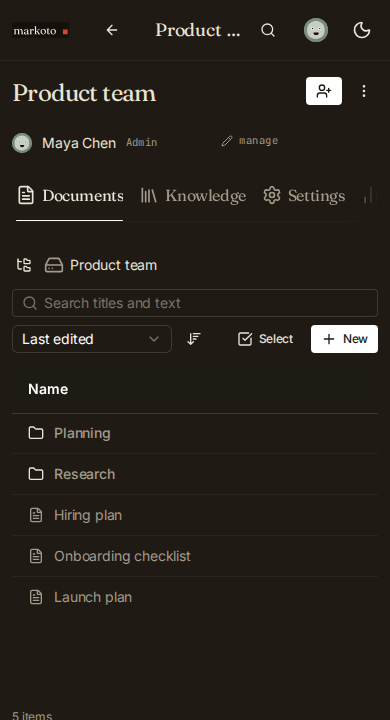 markoto
Product ...
Product team
Maya Chen Admin
manage
Documents Knowledge Settings
Product team
Search titles and text
Last edited
Select
New
Name
Planning
Research
Hiring plan
Onboarding checklist
Launch plan
5 items